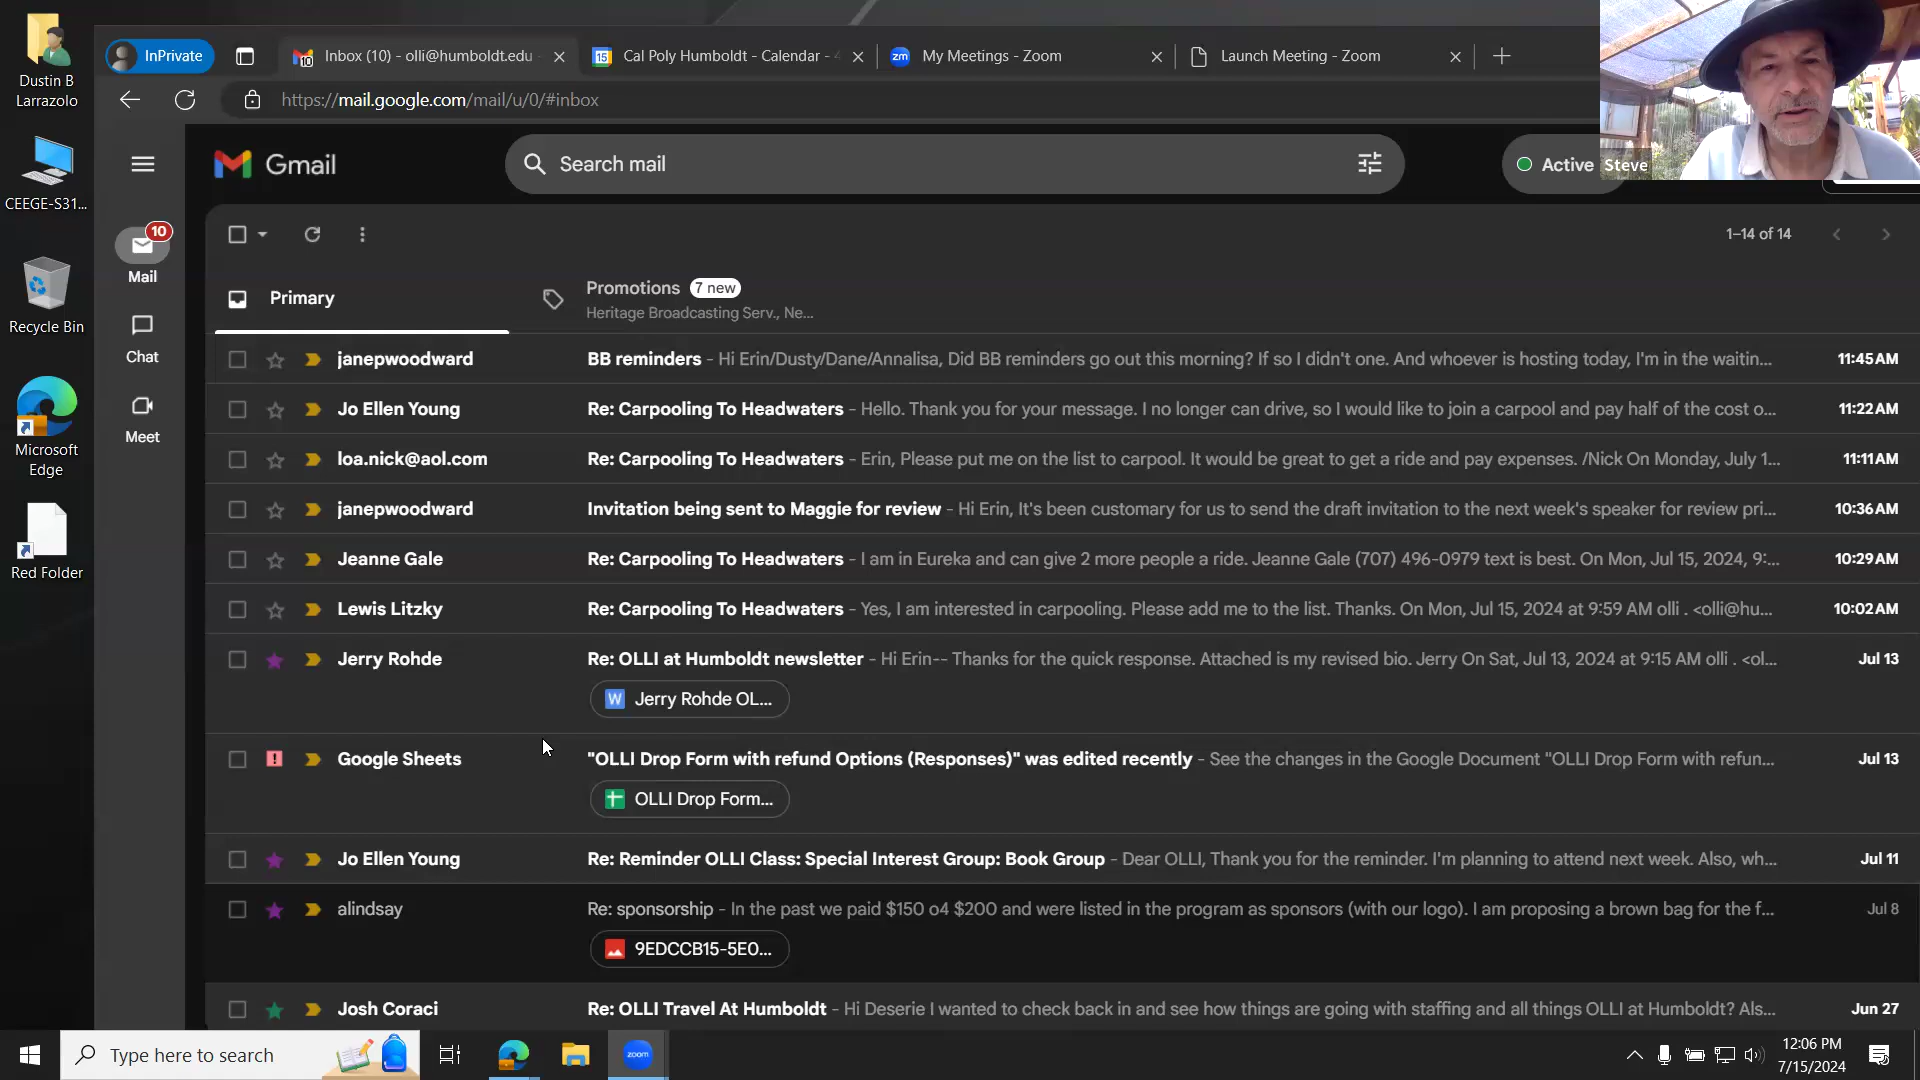 Dustin B
Larrazolo
CEEGE-S31...
Recycle Bin
Microsoft
Edge
Red Folder
InPrivate
Inbox (10) - olli@humboldt.edu
Cal Poly Humboldt - Calendar -
My Meetings - Zoom
Launch Meeting - Zoom
https://mail.google.com/mail/u/0/#inbox
10
Mail
Chat
Meet
Gmail
Search mail
Active
Steve
1–14 of 14
Primary
Promotions 7 new
Heritage Broadcasting Serv., Ne...
janepwoodward BB reminders - Hi Erin/Dusty/Dane/Annalisa, Did BB reminders go out this morning? If so I didn't one. And whoever is hosting today, I'm in the waitin... 11:45 AM
Jo Ellen Young Re: Carpooling To Headwaters - Hello. Thank you for your message. I no longer can drive, so I would like to join a carpool and pay half of the cost o... 11:22 AM
loa.nick@aol.com Re: Carpooling To Headwaters - Erin, Please put me on the list to carpool. It would be great to get a ride and pay expenses. /Nick On Monday, July 1... 11:11 AM
janepwoodward Invitation being sent to Maggie for review - Hi Erin, It's been customary for us to send the draft invitation to the next week's speaker for review pri... 10:36 AM
Jeanne Gale Re: Carpooling To Headwaters - I am in Eureka and can give 2 more people a ride. Jeanne Gale (707) 496-0979 text is best. On Mon, Jul 15, 2024, 9:... 10:29 AM
Lewis Litzky Re: Carpooling To Headwaters - Yes, I am interested in carpooling. Please add me to the list. Thanks. On Mon, Jul 15, 2024 at 9:59 AM olli . <olli@hu... 10:02 AM
Jerry Rohde Re: OLLI at Humboldt newsletter - Hi Erin-- Thanks for the quick response. Attached is my revised bio. Jerry On Sat, Jul 13, 2024 at 9:15 AM olli . <ol... Jul 13
Jerry Rohde OL...
Google Sheets "OLLI Drop Form with refund Options (Responses)" was edited recently - See the changes in the Google Document "OLLI Drop Form with refun... Jul 13
OLLI Drop Form...
Jo Ellen Young Re: Reminder OLLI Class: Special Interest Group: Book Group - Dear OLLI, Thank you for the reminder. I'm planning to attend next week. Also, wh... Jul 11
alindsay Re: sponsorship - In the past we paid $150 o4 $200 and were listed in the program as sponsors (with our logo). I am proposing a brown bag for the f... Jul 8
9EDCCB15-5E0...
Josh Coraci Re: OLLI Travel At Humboldt - Hi Deserie I wanted to check back in and see how things are going with staffing and all things OLLI at Humboldt? Als... Jun 27
Type here to search
zoom
12:06 PM
7/15/2024